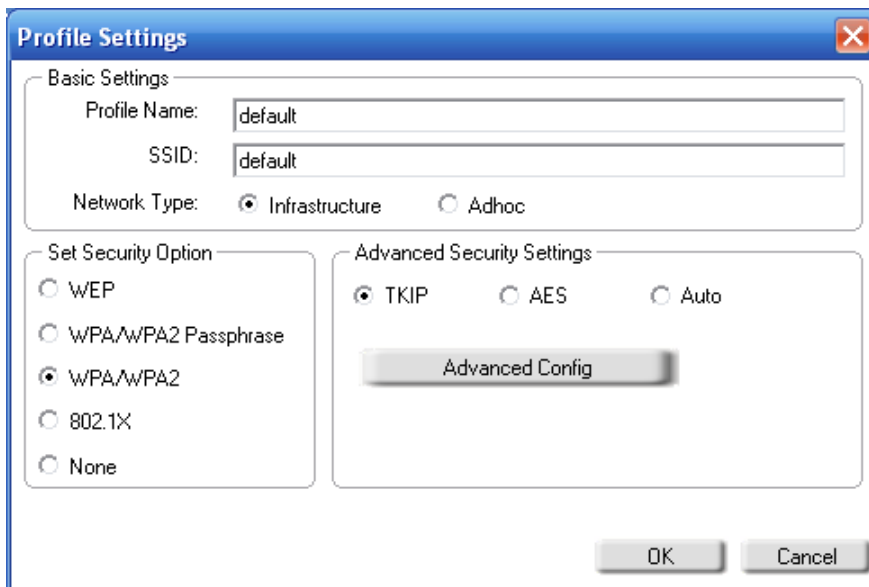 Profile Settings
Basic Settings
Profile Name:
default
SSID:
default
Network Type:
Infrastructure
Adhoc
Set Security Option
WEP
WPA/WPA2 Passphrase
WPA/WPA2
802.1X
None
Advanced Security Settings
TKIP
AES
Auto
Advanced Config
OK
Cancel